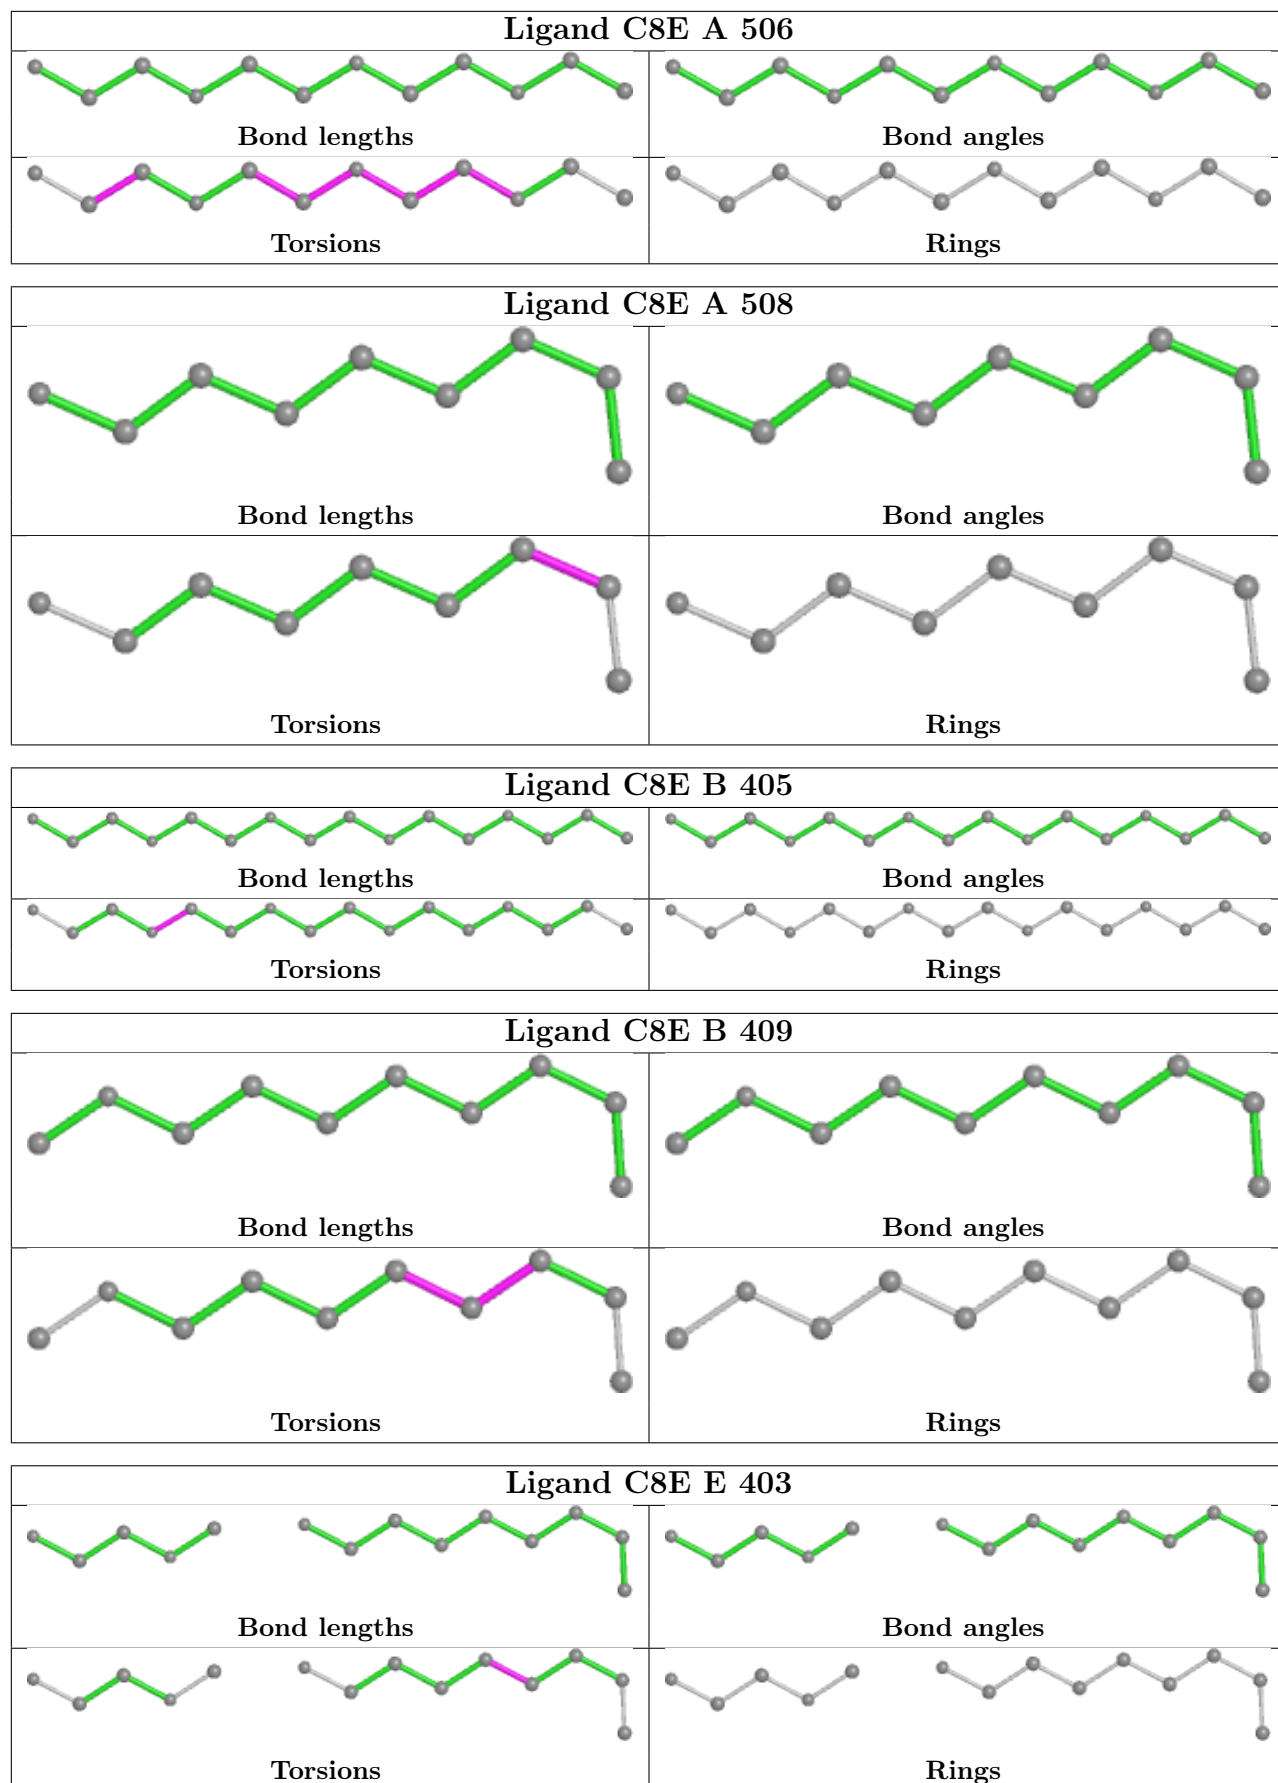 Ligand C8E A 506
Bond lengths
Bond angles
Torsions
Rings
Ligand C8E A 508
Bond lengths
Bond angles
Torsions
Rings
Ligand C8E B 405
Bond lengths
Bond angles
Torsions
Rings
Ligand C8E B 409
Bond lengths
Bond angles
Torsions
Rings
Ligand C8E E 403
Bond lengths
Bond angles
Torsions
Rings